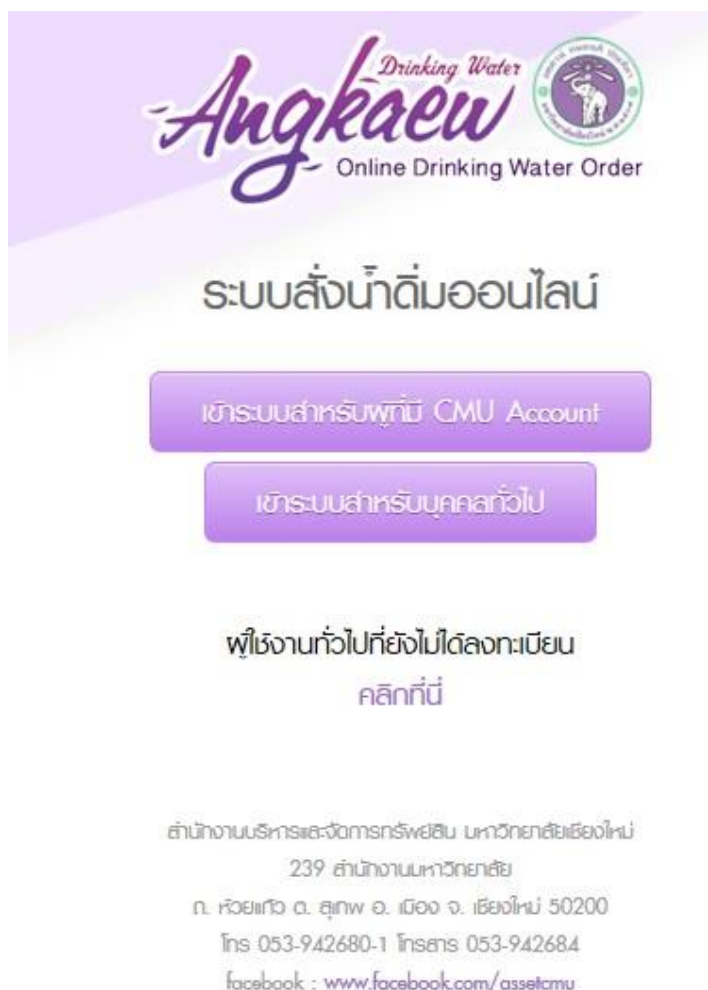 Drinking Water
Angkaew
Online Drinking Water Order
ระบบสั่งน้ำดื่มออนไลน์
เข้าระบบสำหรับผู้ที่มี CMU Account
เข้าระบบสำหรับบุคคลทั่วไป
ผู้ใช้งานทั่วไปที่ยังไม่ได้ลงทะเบียน
คลิกที่นี่
สำนักงานบริหารและจัดการทรัพย์สิน มหาวิทยาลัยเชียงใหม่
239 สำนักงานมหาวิทยาลัย
ถ. ห้วยแก้ว ต. สุเทพ อ. เมือง จ. เชียงใหม่ 50200
โทร 053-942680-1 โทรสาร 053-942684
facebook : www.facebook.com/assetcmu